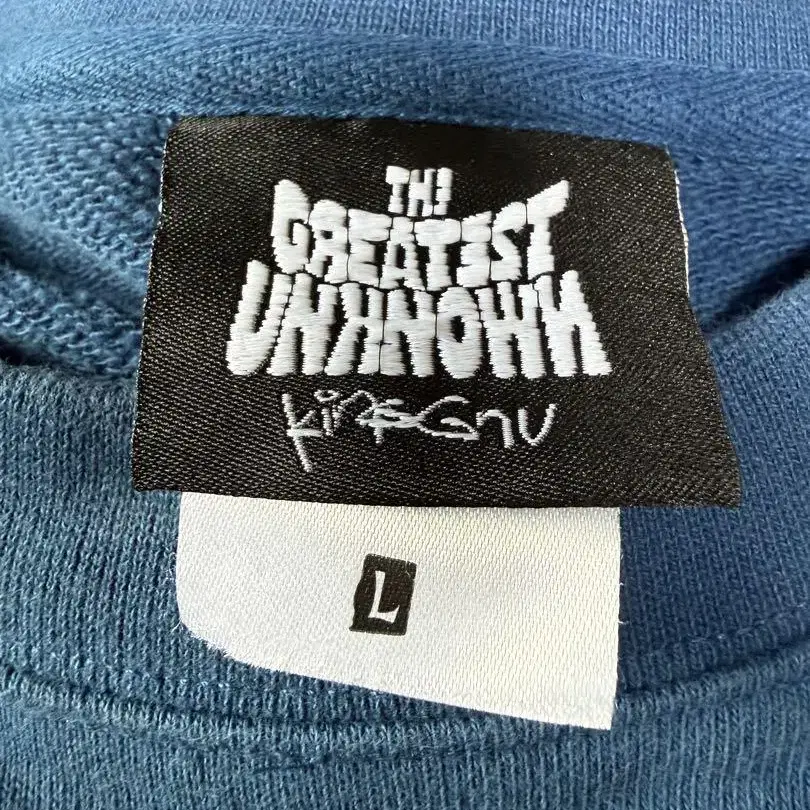 THE
GREATEST
UNKNOWN
King Gnu
L